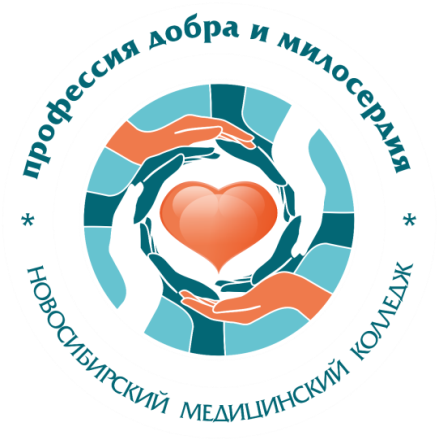 профессия добра и милосердия
* *
НОВОСИБИРСКИЙ МЕДИЦИНСКИЙ КОЛЛЕДЖ